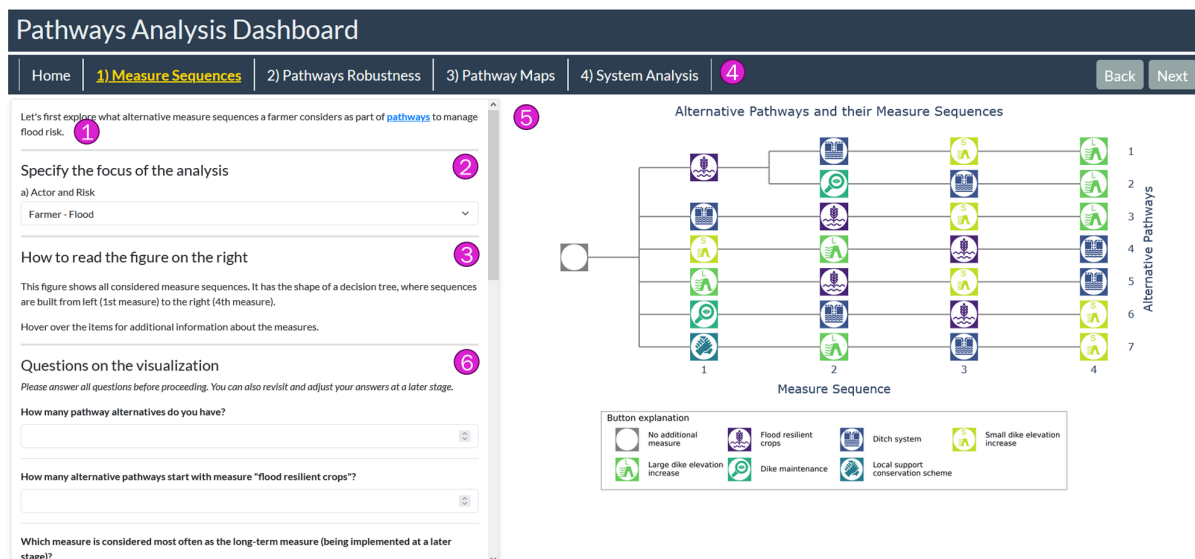 Pathways Analysis Dashboard
Home
1) Measure Sequences
2) Pathways Robustness
3) Pathway Maps
4) System Analysis
4
Back
Next
Let's first explore what alternative measure sequences a farmer considers as part of pathways to manage
flood risk.
1
Specify the focus of the analysis
2
a) Actor and Risk
Farmer - Flood
How to read the figure on the right
3
This figure shows all considered measure sequences. It has the shape of a decision tree, where sequences
are built from left (1st measure) to the right (4th measure).
Hover over the items for additional information about the measures.
Questions on the visualization
6
Please answer all questions before proceeding. You can also revisit and adjust your answers at a later stage.
How many pathway alternatives do you have?
How many alternative pathways start with measure "flood resilient crops"?
Which measure is considered most often as the long-term measure (being implemented at a later
stage)?
5
Alternative Pathways and their Measure Sequences
S
L
1
L
2
S
L
3
S
L
4
L
S
5
S
6
L
S
7
1
2
3
4
Measure Sequence
Alternative Pathways
Button explanation
No additional
measure
Flood resilient
crops
Ditch system
S
Small dike elevation
increase
L
Large dike elevation
increase
Dike maintenance
Local support
conservation scheme